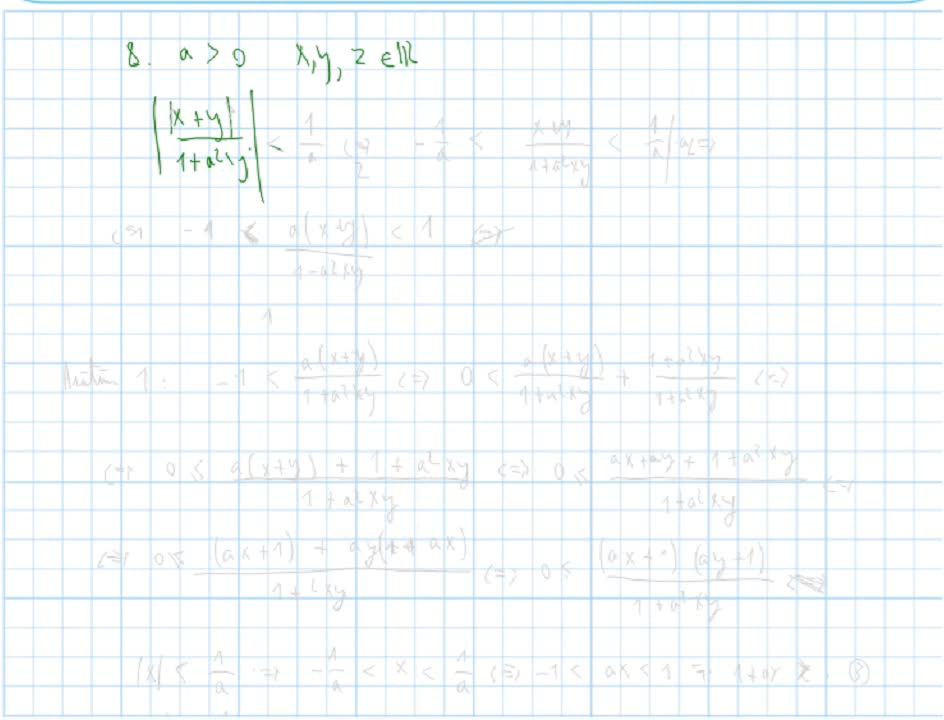 8. a > 0 x, y, z ∈ ℝ
| |x+y| / 1+a²xy | < 1/a (=> - 1/a < x+y / 1+a²xy < 1/a | ·a (=>
(=> -1 < a(x+y) / 1-a²xy < 1
1
1: -1 < a(x+y) / 1+a²xy (=> 0 < a(x+y) / 1+a²xy + 1+a²xy / 1+a²xy (=>
(=> 0 < a(x+y) + 1 + a²xy / 1+a²xy (=> 0 < ax+ay+1+a²xy / 1+a²xy (=>
(=> 0 < (ax+1) + ay(1+ax) / 1+²xy (=> 0 < (ax+1)(ay+1) / 1+a²xy
|x| < 1/a => -1/a < x < 1/a (=> -1 < ax < 1 => 1+ax